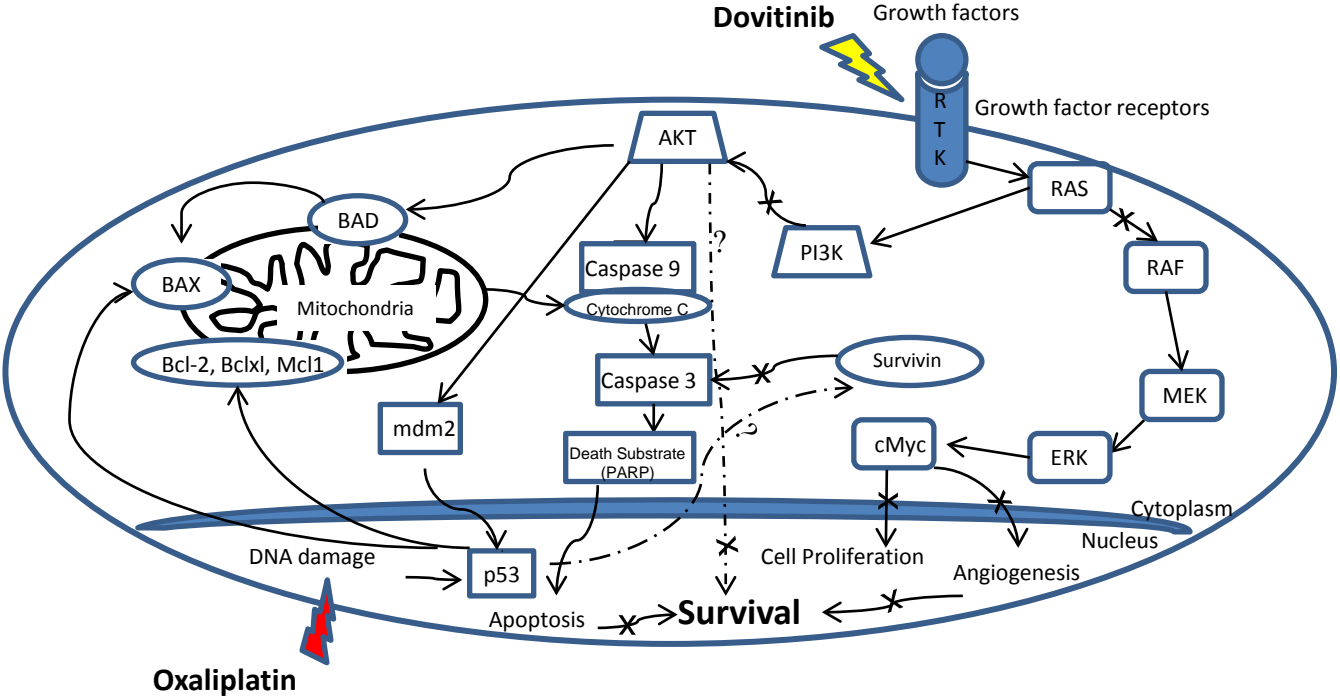 Dovitinib
Growth factors
R
T
K
Growth factor receptors
AKT
RAS
BAD
?
PI3K
RAF
Caspase 9
BAX
Mitochondria
Cytochrome C
Bcl-2, Bclxl, Mcl1
Caspase 3
Survivin
MEK
mdm2
?
cMyc
ERK
Death Substrate
(PARP)
Cytoplasm
Nucleus
DNA damage
p53
Cell Proliferation
Angiogenesis
Apoptosis
Survival
Oxaliplatin